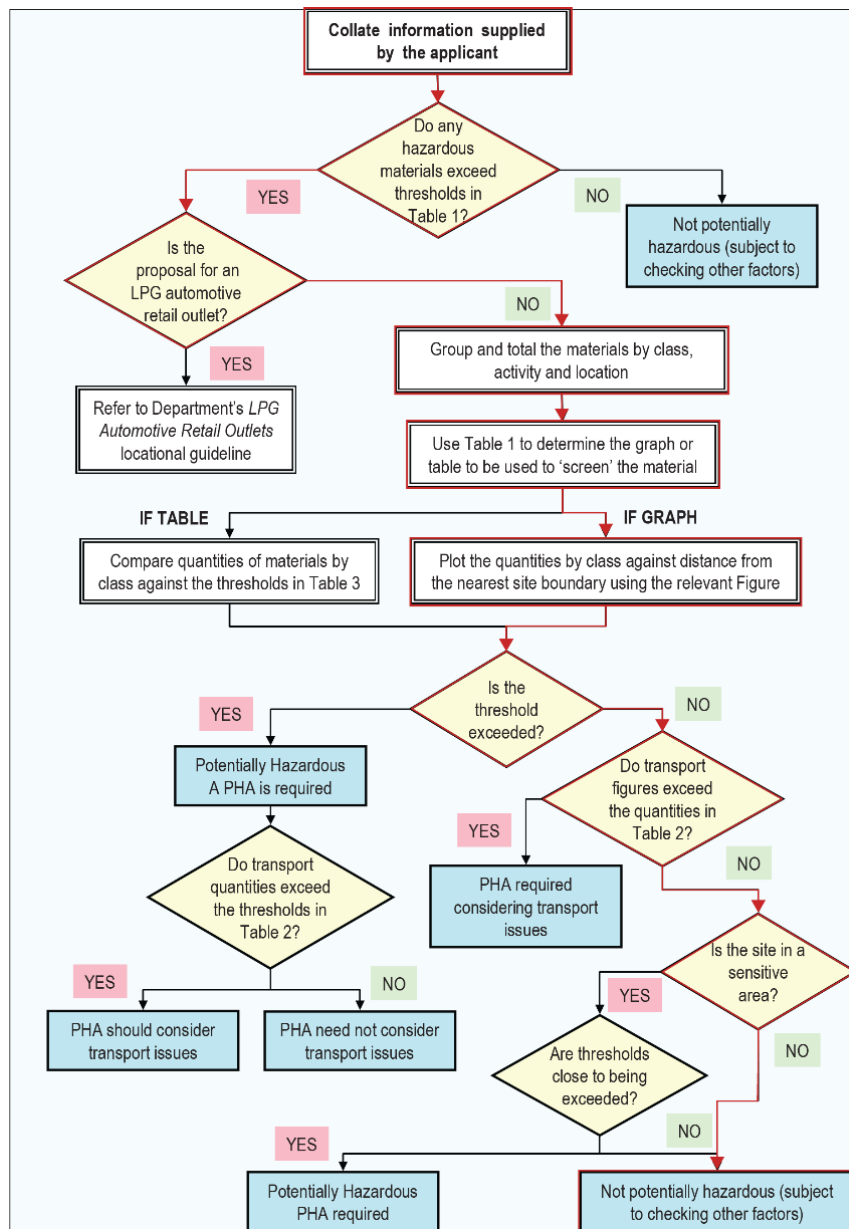 Collate information supplied
by the applicant
Do any
hazardous
materials exceed
thresholds in
Table 1?
YES
NO
Not potentially
hazardous (subject to
checking other factors)
Is the
proposal for an
LPG automotive
retail outlet?
NO
YES
Group and total the materials by class,
activity and location
Refer to Department's LPG
Automotive Retail Outlets
locational guideline
Use Table 1 to determine the graph or
table to be used to 'screen' the material
IF TABLE
IF GRAPH
Compare quantities of materials by
class against the thresholds in Table 3
Plot the quantities by class against distance from
the nearest site boundary using the relevant Figure
Is the
threshold
exceeded?
YES
NO
Potentially Hazardous
A PHA is required
Do transport
figures exceed
the quantities in
Table 2?
YES
NO
PHA required
considering transport
issues
Do transport
quantities exceed
the thresholds in
Table 2?
YES
NO
PHA should consider
transport issues
PHA need not consider
transport issues
Is the site in a
sensitive
area?
YES
NO
Are thresholds
close to being
exceeded?
YES
NO
Potentially Hazardous
PHA required
Not potentially hazardous (subject
to checking other factors)